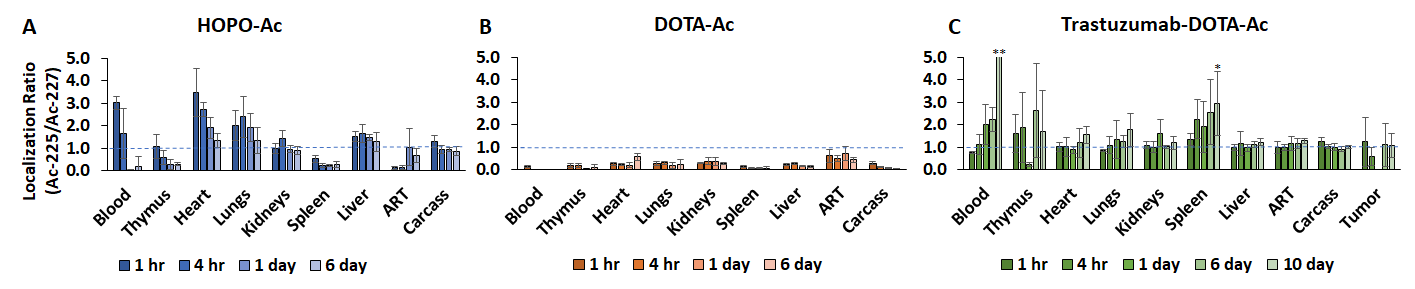 A
HOPO-Ac
Localization Ratio
(Ac-225/Ac-227)
5.0
4.0
3.0
2.0
1.0
0.0
Blood
Thymus
Heart
Lungs
Kidneys
Spleen
Liver
ART
Carcass
1 hr
4 hr
1 day
6 day
B
DOTA-Ac
5.0
4.0
3.0
2.0
1.0
0.0
Blood
Thymus
Heart
Lungs
Kidneys
Spleen
Liver
ART
Carcass
1 hr
4 hr
1 day
6 day
C
Trastuzumab-DOTA-Ac
5.0
4.0
3.0
2.0
1.0
0.0
**
*
Blood
Thymus
Heart
Lungs
Kidneys
Spleen
Liver
ART
Carcass
Tumor
1 hr
4 hr
1 day
6 day
10 day